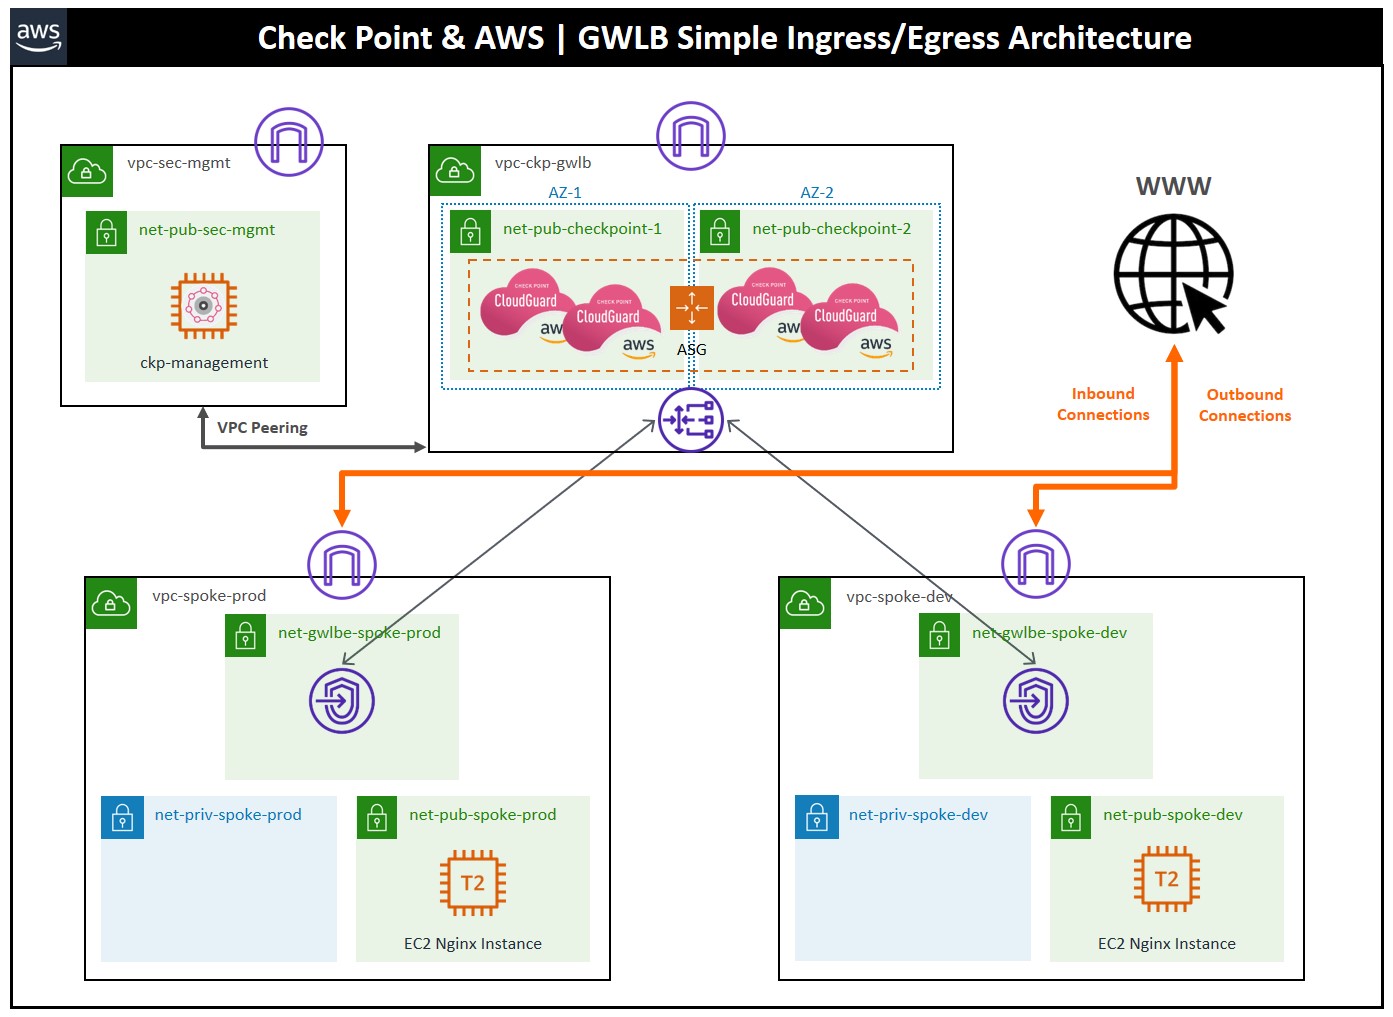 aws
Check Point & AWS | GWLB Simple Ingress/Egress Architecture
vpc-sec-mgmt
net-pub-sec-mgmt
ckp-management
VPC Peering
vpc-ckp-gwlb
AZ-1
AZ-2
net-pub-checkpoint-1
net-pub-checkpoint-2
CHECK POINT
CloudGuard
aws
CHECK POINT
CloudGuard
aws
CHECK POINT
CloudGuard
aws
CHECK POINT
CloudGuard
aws
ASG
WWW
Inbound
Connections
Outbound
Connections
vpc-spoke-prod
net-gwlbe-spoke-prod
net-priv-spoke-prod
net-pub-spoke-prod
T2
EC2 Nginx Instance
vpc-spoke-dev
net-gwlbe-spoke-dev
net-priv-spoke-dev
net-pub-spoke-dev
T2
EC2 Nginx Instance